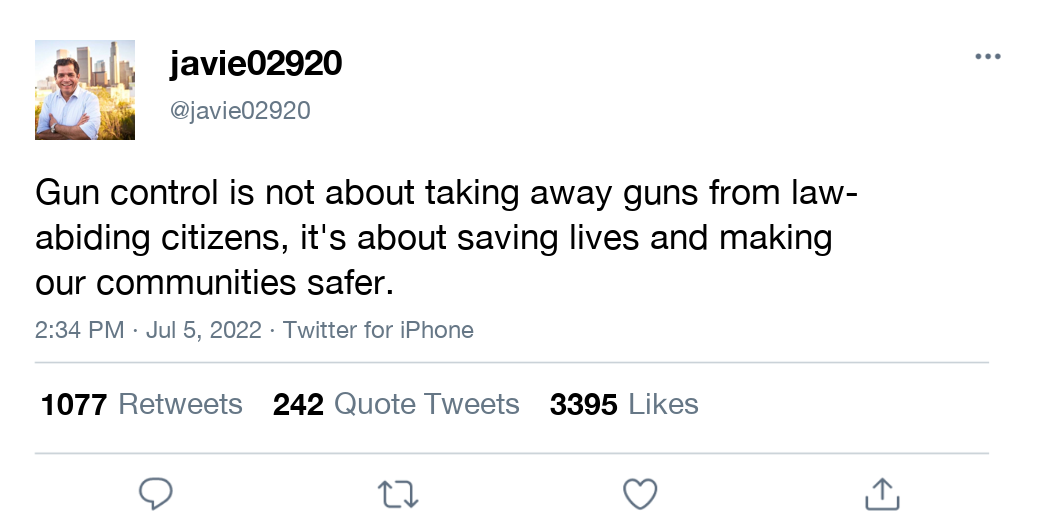 javie02920
@javie02920
Gun control is not about taking away guns from law-
abiding citizens, it's about saving lives and making
our communities safer.
2:34 PM · Jul 5, 2022 · Twitter for iPhone
1077 Retweets 242 Quote Tweets 3395 Likes